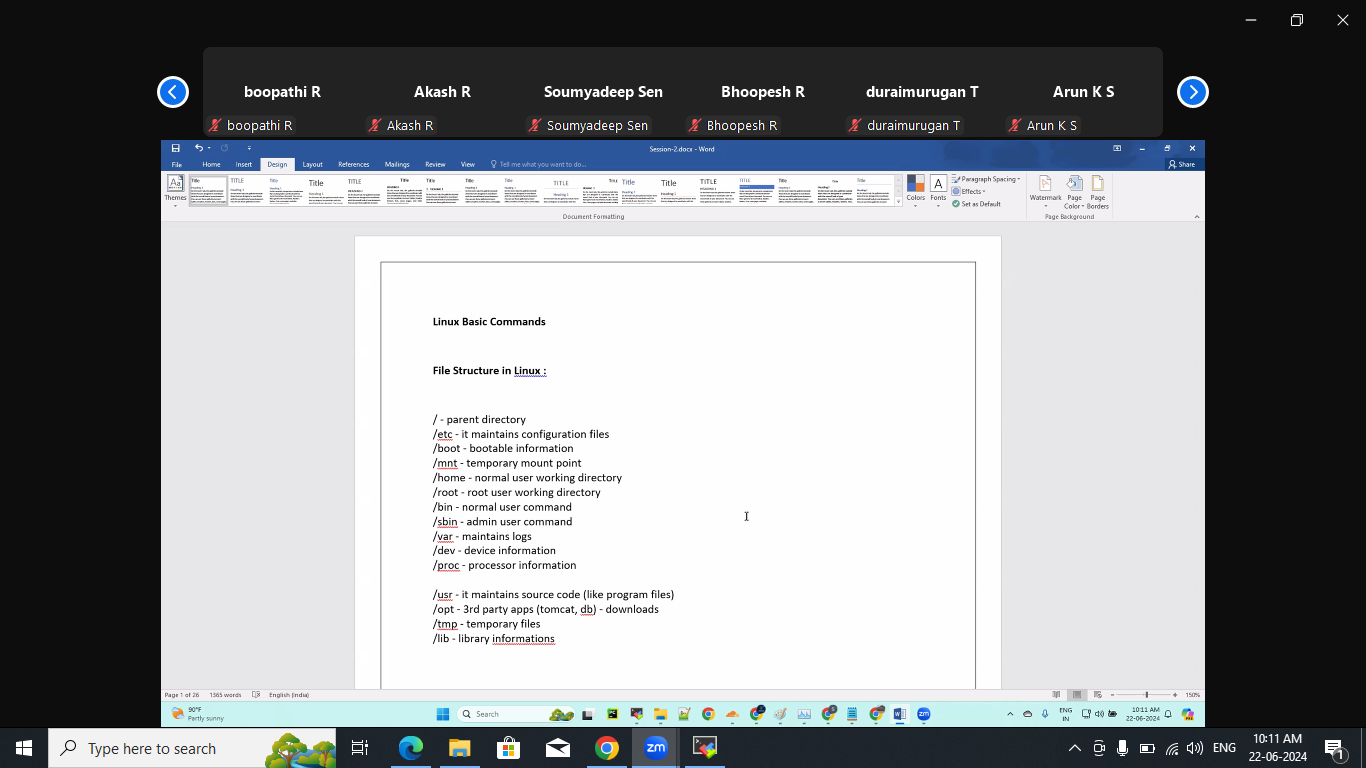 boopathi R
Akash R
Soumyadeep Sen
Bhoopesh R
duraimurugan T
Arun K S
boopathi R
Akash R
Soumyadeep Sen
Bhoopesh R
duraimurugan T
Arun K S
Session-2.docx - Word
File Home Insert Design Layout References Mailings Review View Tell me what you want to do... Share
Themes
Colors
Fonts
Paragraph Spacing
Effects
Set as Default
Watermark
Page Color
Page Borders
Document Formatting
Page Background
Linux Basic Commands
File Structure in Linux :
/ - parent directory
/etc - it maintains configuration files
/boot - bootable information
/mnt - temporary mount point
/home - normal user working directory
/root - root user working directory
/bin - normal user command
/sbin - admin user command
/var - maintains logs
/dev - device information
/proc - processor information
/usr - it maintains source code (like program files)
/opt - 3rd party apps (tomcat, db) - downloads
/tmp - temporary files
/lib - library informations
Page 1 of 26 1365 words English (India) 150%
90°F
Partly sunny
Search
ENG
IN
10:11 AM
22-06-2024
Type here to search
zm
ENG
10:11 AM
22-06-2024
1